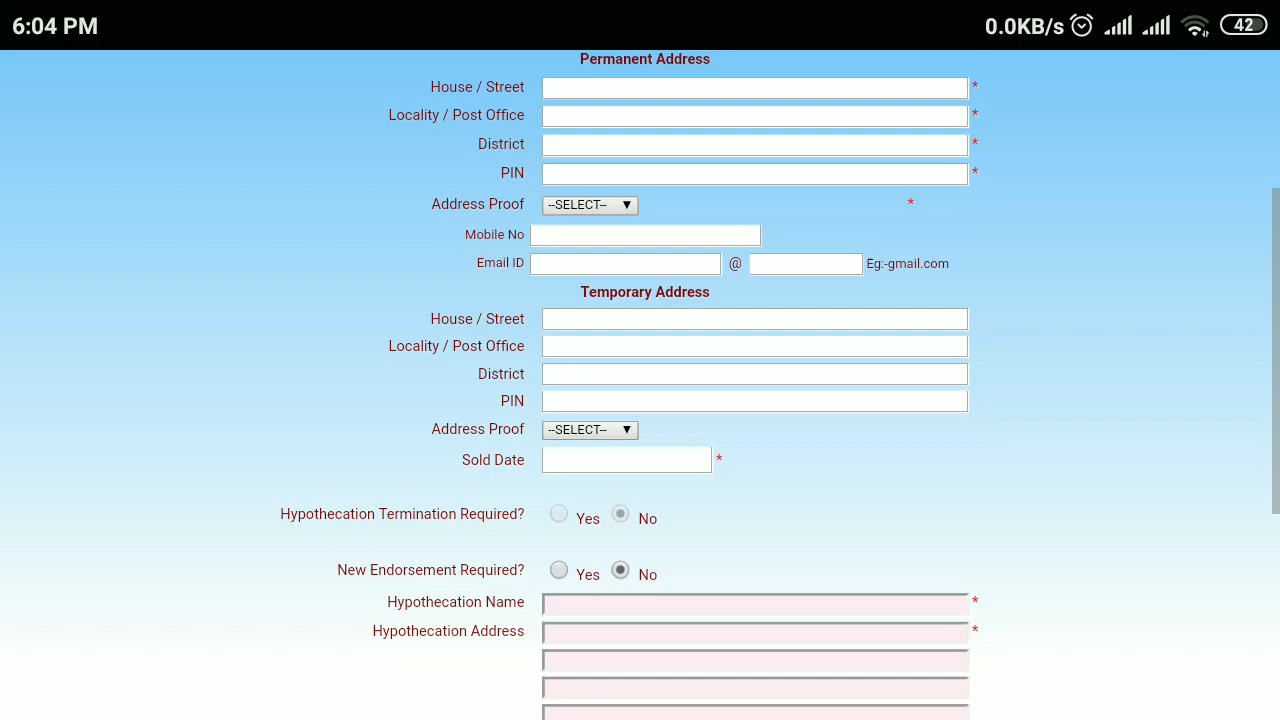 6:04 PM 0.0KB/s 42
Permanent Address
House / Street *
Locality / Post Office *
District *
PIN *
Address Proof --SELECT-- ▼ *
Mobile No
Email ID @ Eg:-gmail.com
Temporary Address
House / Street
Locality / Post Office
District
PIN
Address Proof --SELECT-- ▼
Sold Date *
Hypothecation Termination Required? Yes No
New Endorsement Required? Yes No
Hypothecation Name *
Hypothecation Address *